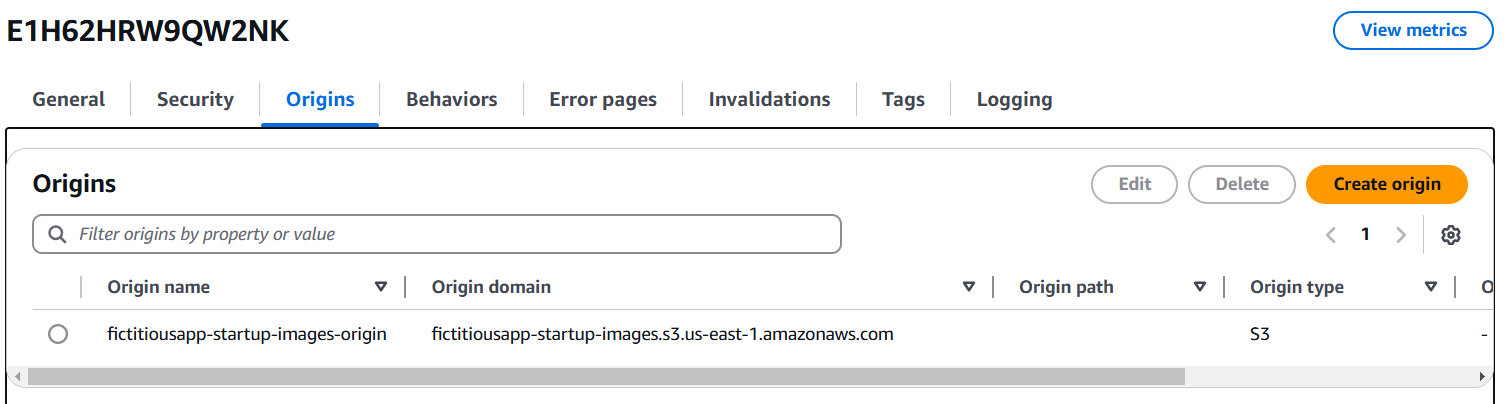 E1H62HRW9QW2NK
View metrics
General Security Origins Behaviors Error pages Invalidations Tags Logging
Origins
Edit Delete Create origin
Filter origins by property or value
1
Origin name Origin domain Origin path Origin type O
fictitiousapp-startup-images-origin fictitiousapp-startup-images.s3.us-east-1.amazonaws.com S3 -